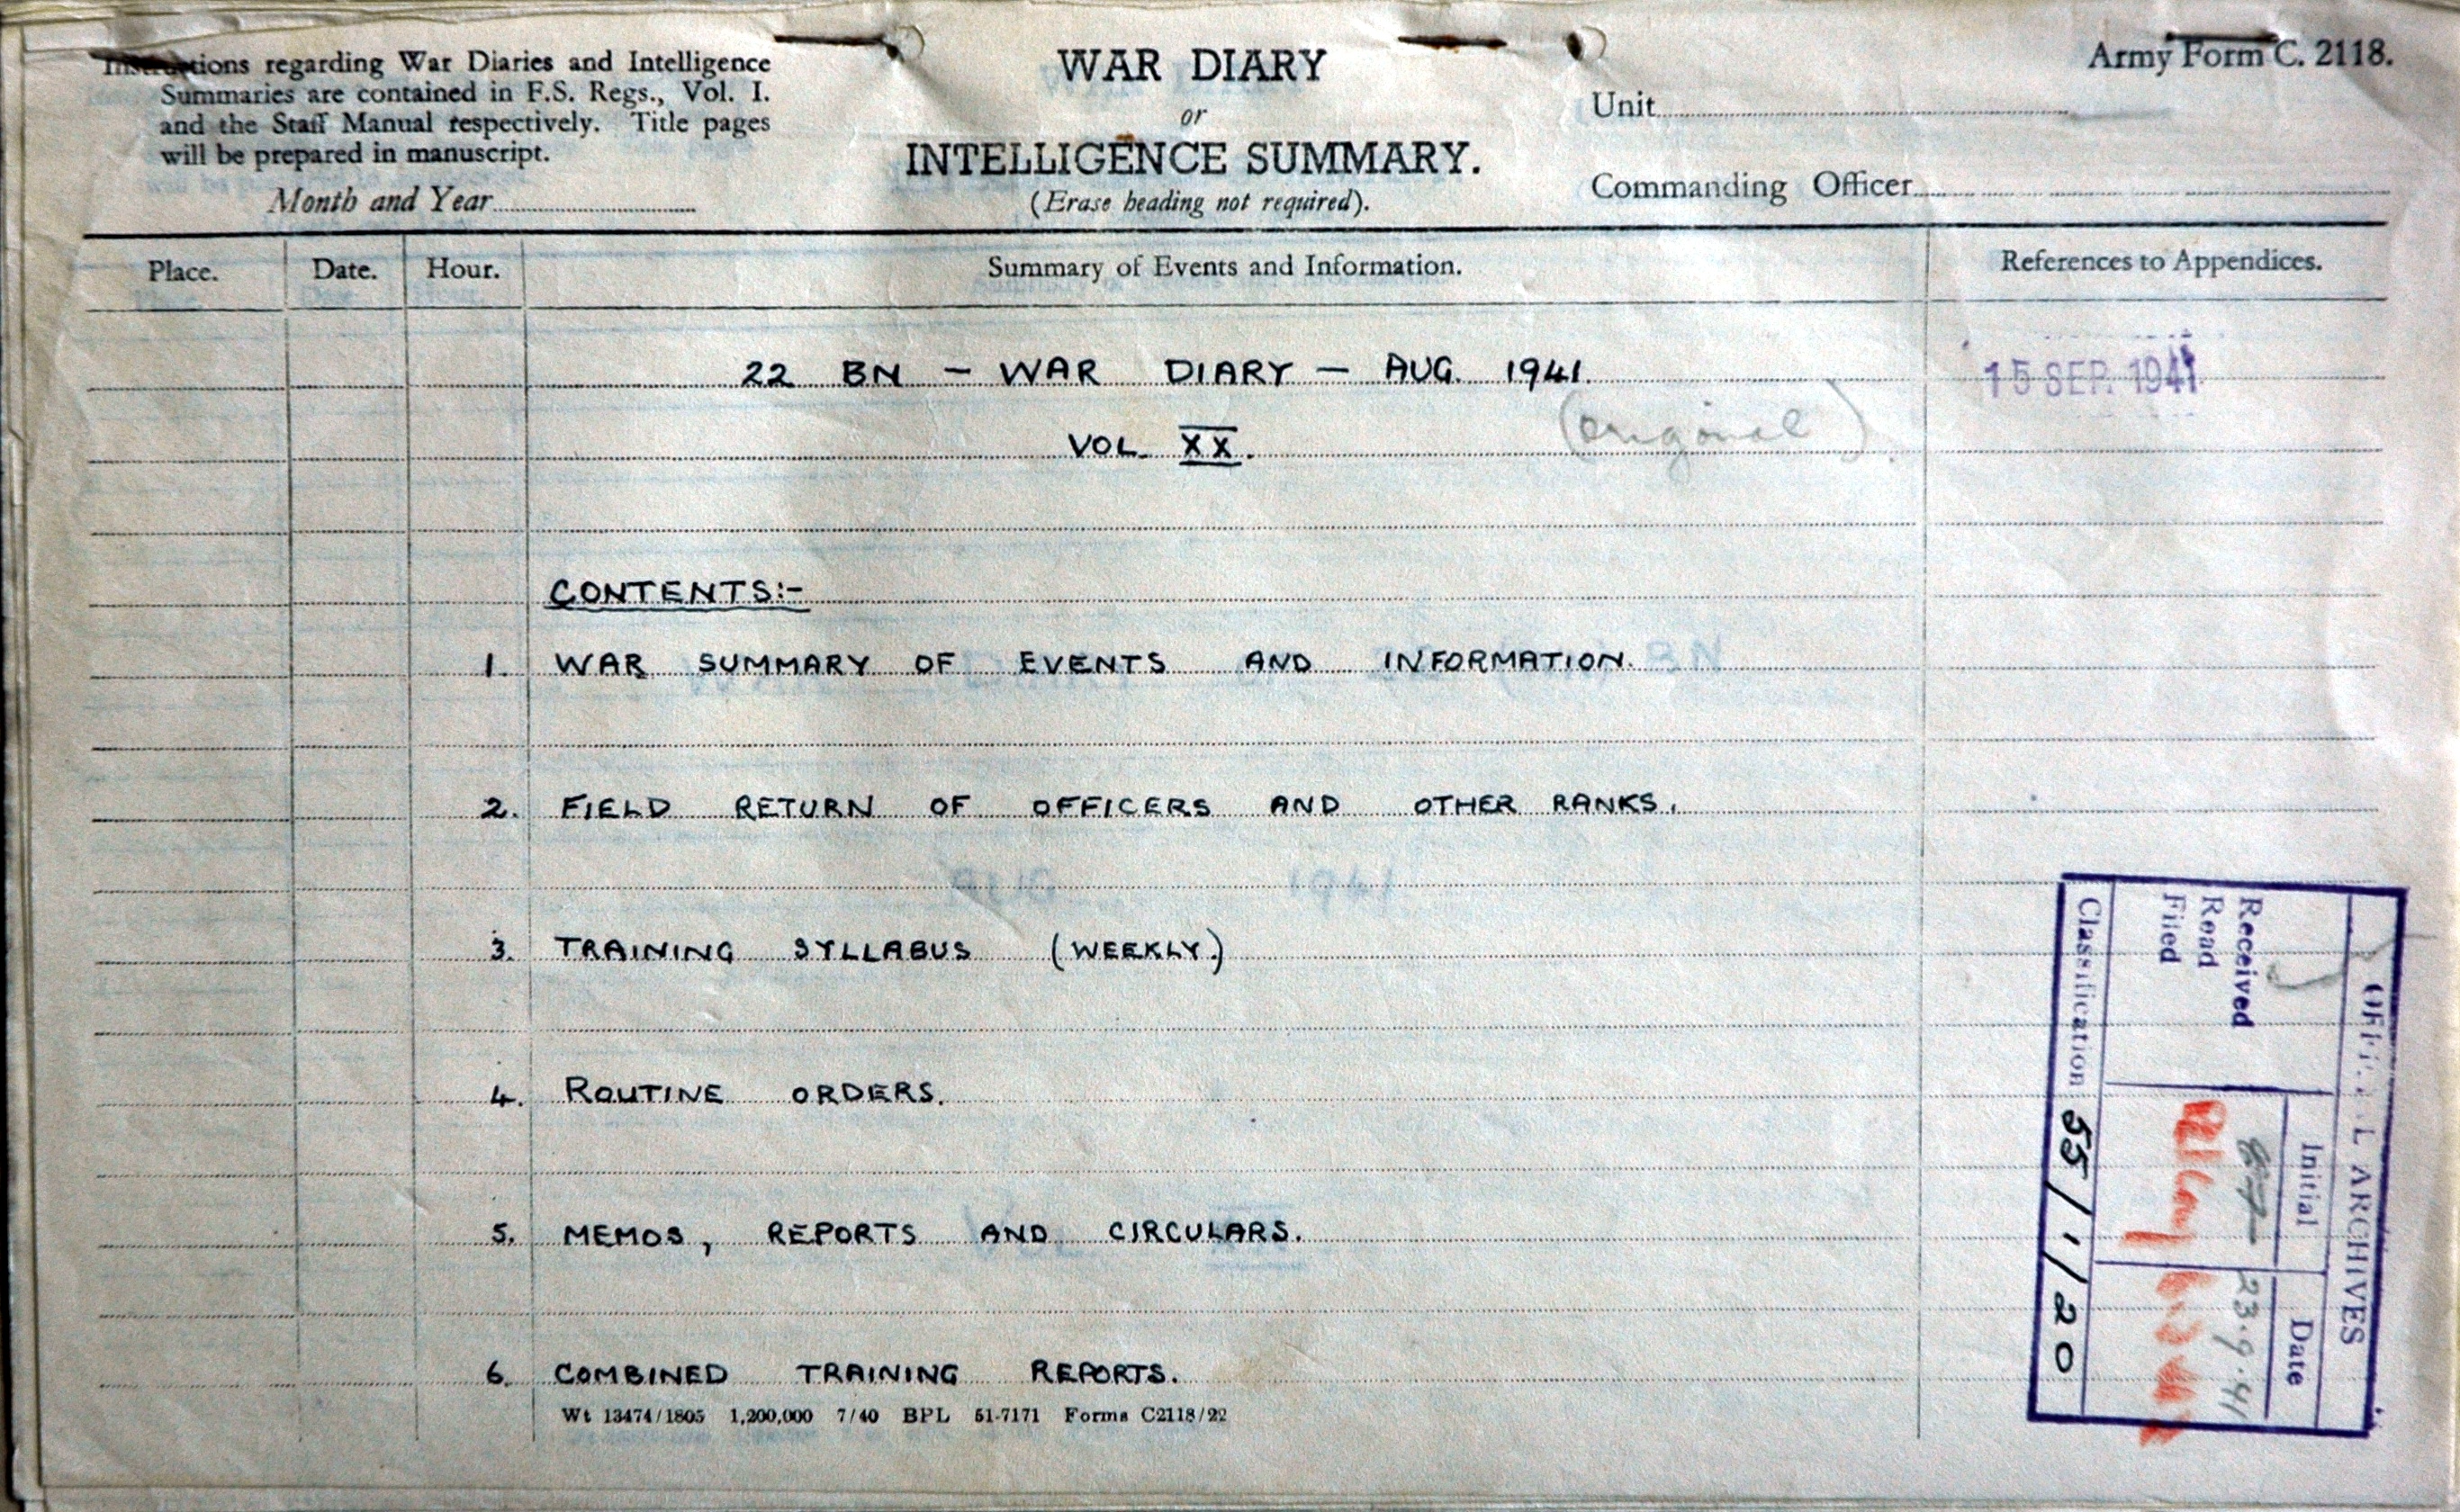 Instructions regarding War Diaries and Intelligence
Summaries are contained in F.S. Regs., Vol. I.
and the Staff Manual respectively. Title pages
will be prepared in manuscript.
Month and Year
WAR DIARY
or
INTELLIGENCE SUMMARY.
(Erase heading not required).
Army Form C. 2118.
Unit
Commanding Officer
Place. Date. Hour. Summary of Events and Information. References to Appendices.
22 BN - WAR DIARY - AUG. 1941.
15 SEP. 1941
(original)
VOL XX.
CONTENTS:-
1. WAR SUMMARY OF EVENTS AND INFORMATION.
2. FIELD RETURN OF OFFICERS AND OTHER RANKS.
3. TRAINING SYLLABUS (WEEKLY.)
4. ROUTINE ORDERS.
5. MEMOS, REPORTS AND CIRCULARS.
6. COMBINED TRAINING REPORTS.
Wt 13474/1805 1,200,000 7/40 BPL 51-7171 Forms C2118/22
OFFICIAL ARCHIVES
Initial Date
Received 23.9.41
Read
Filed
Classification 55/1/20